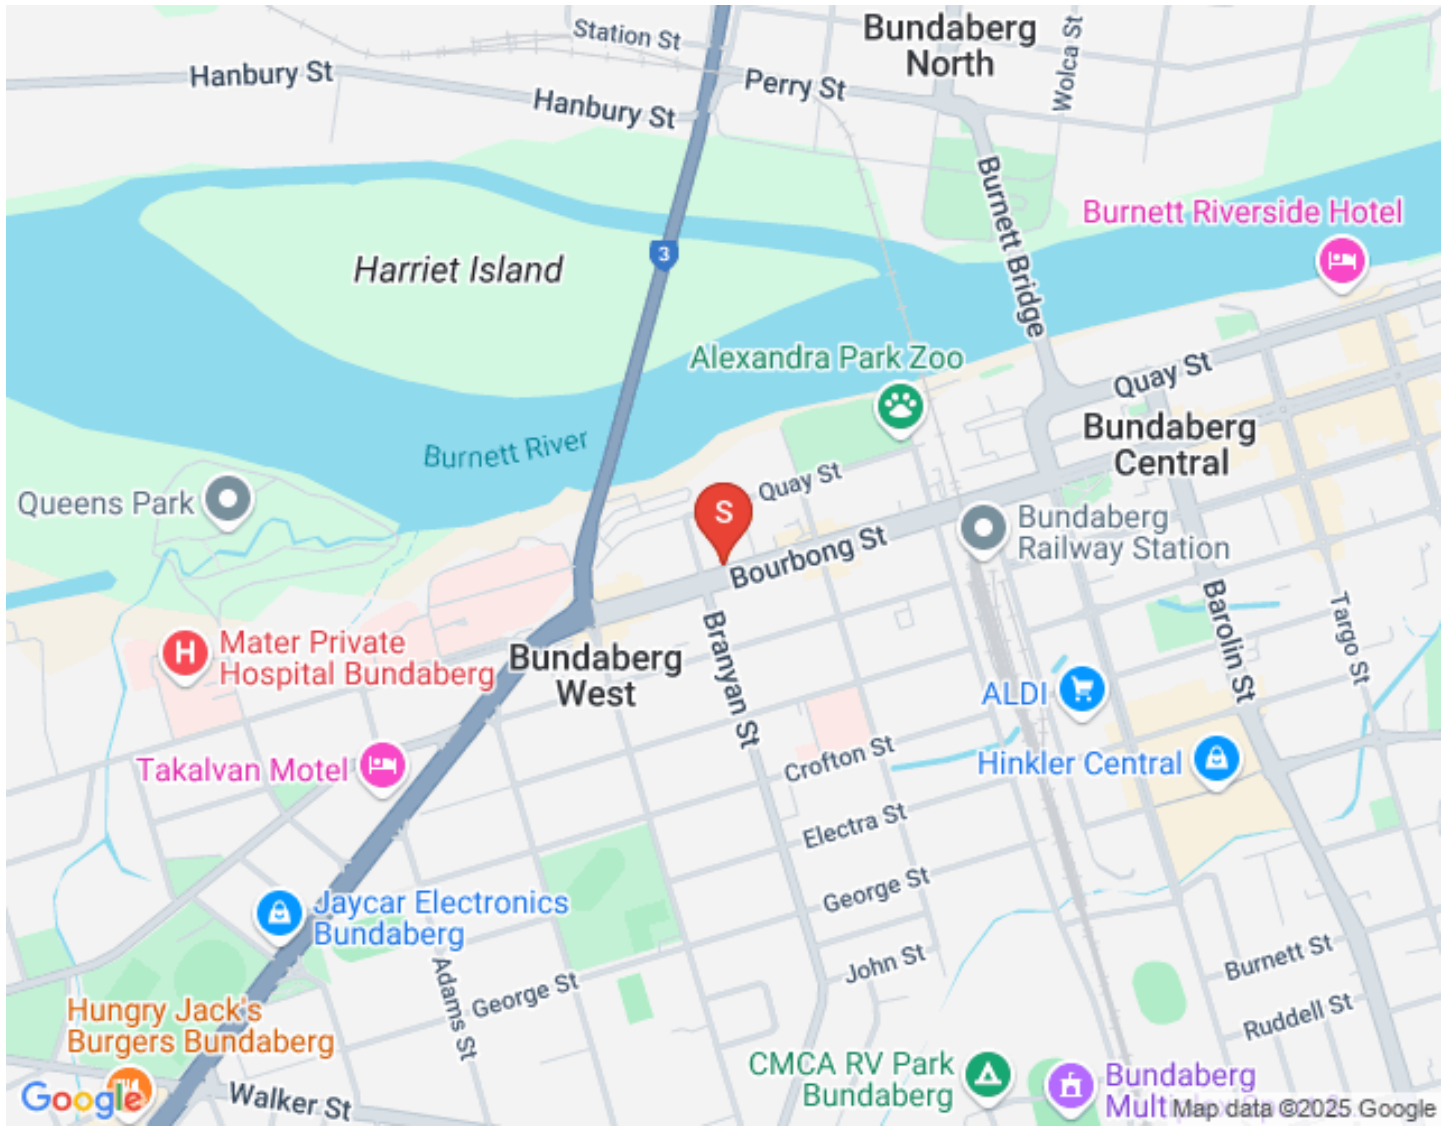 Station St
Bundaberg
North
Wolca St
Hanbury St
Perry St
Hanbury St
Burnett Bridge
Burnett Riverside Hotel
3
Harriet Island
Alexandra Park Zoo
Quay St
Bundaberg
Central
Burnett River
Queens Park
Quay St
S
Bourbong St
Bundaberg
Railway Station
Barolin St
Targo St
H
Mater Private
Hospital Bundaberg
Bundaberg
West
Branyan St
ALDI
Takalvan Motel
Crofton St
Hinkler Central
Electra St
Jaycar Electronics
Bundaberg
George St
Adams St
George St
John St
Burnett St
Hungry Jack's
Burgers Bundaberg
Ruddell St
CMCA RV Park
Bundaberg
Bundaberg
Google
Walker St
Map data ©2025 Google